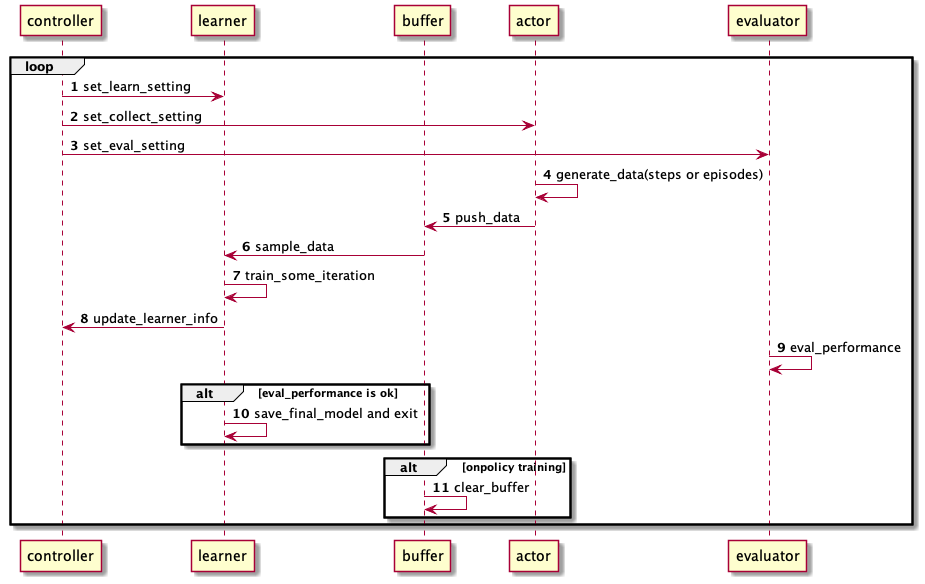 controller learner buffer actor evaluator
loop
1 set_learn_setting
2 set_collect_setting
3 set_eval_setting
4 generate_data(steps or episodes)
5 push_data
6 sample_data
7 train_some_iteration
8 update_learner_info
9 eval_performance
alt [eval_performance is ok]
10 save_final_model and exit
alt [onpolicy training]
11 clear_buffer
controller learner buffer actor evaluator